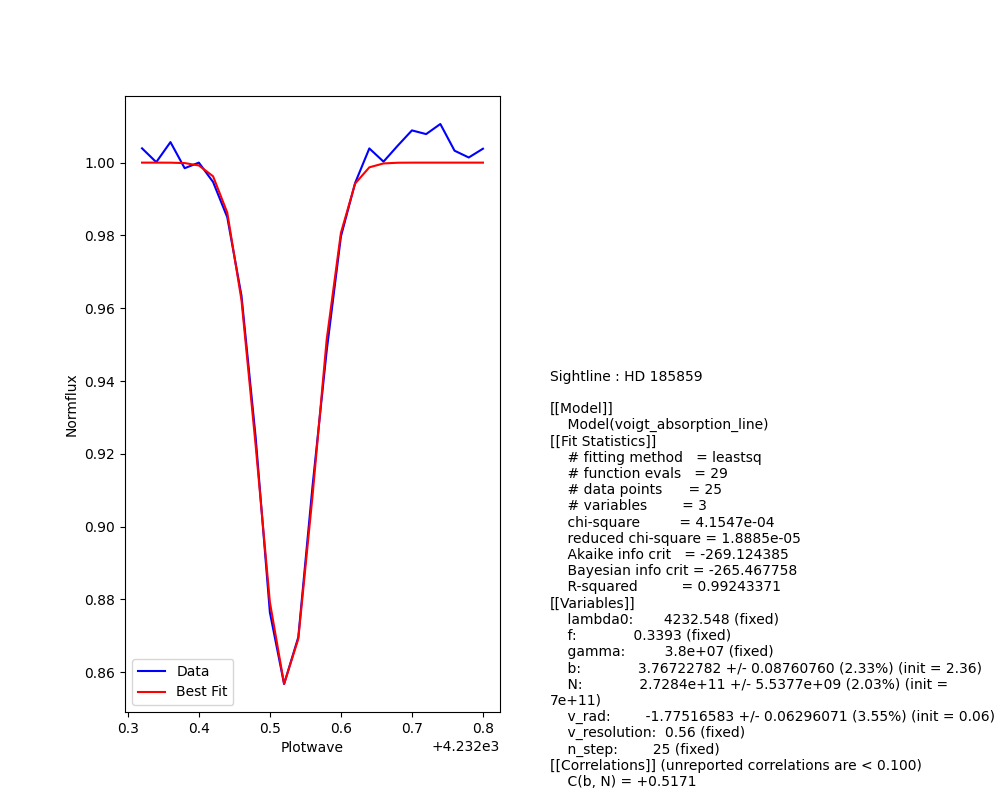 1.00
0.98
0.96
0.94
0.92
0.90
0.88
0.86
Normflux
Data
Best Fit
0.3 0.4 0.5 0.6 0.7 0.8
Plotwave
+4.232e3
Sightline : HD 185859
[[Model]]
Model(voigt_absorption_line)
[[Fit Statistics]]
# fitting method = leastsq
# function evals = 29
# data points = 25
# variables = 3
chi-square = 4.1547e-04
reduced chi-square = 1.8885e-05
Akaike info crit = -269.124385
Bayesian info crit = -265.467758
R-squared = 0.99243371
[[Variables]]
lambda0: 4232.548 (fixed)
f: 0.3393 (fixed)
gamma: 3.8e+07 (fixed)
b: 3.76722782 +/- 0.08760760 (2.33%) (init = 2.36)
N: 2.7284e+11 +/- 5.5377e+09 (2.03%) (init =
7e+11)
v_rad: -1.77516583 +/- 0.06296071 (3.55%) (init = 0.06)
v_resolution: 0.56 (fixed)
n_step: 25 (fixed)
[[Correlations]] (unreported correlations are < 0.100)
C(b, N) = +0.5171